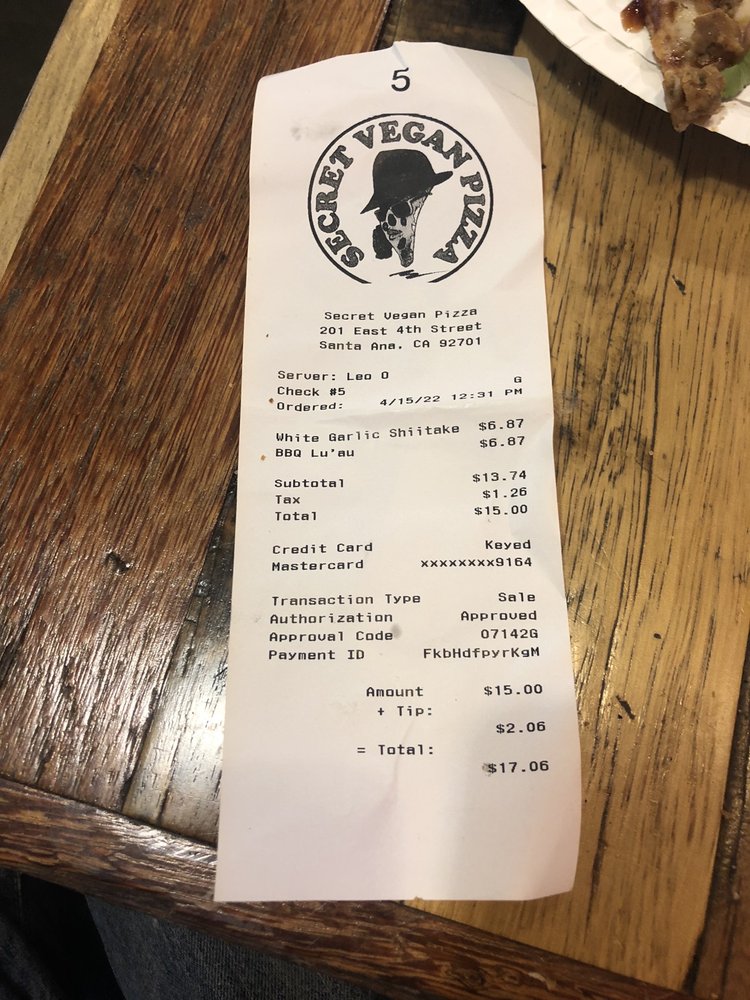 5
SECRET VEGAN PIZZA
Secret Vegan Pizza
201 East 4th Street
Santa Ana, CA 92701
Server: Leo O
Check #5 G
Ordered: 4/15/22 12:31 PM
White Garlic Shiitake $6.87
BBQ Lu'au $6.87
Subtotal $13.74
Tax $1.26
Total $15.00
Credit Card Keyed
Mastercard xxxxxxxx9164
Transaction Type Sale
Authorization Approved
Approval Code 07142G
Payment ID FkbHdfpyrKgM
Amount $15.00
+ Tip:
$2.06
= Total:
$17.06